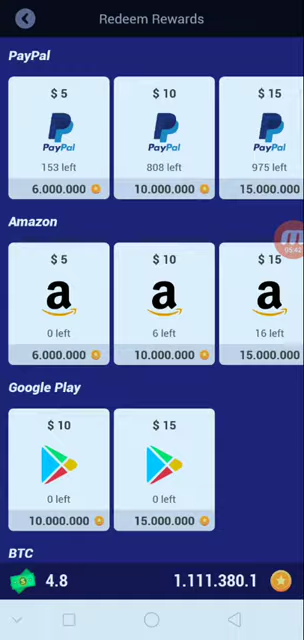 Redeem Rewards
PayPal
$ 5 $ 10 $ 15
PayPal PayPal PayPal
153 left 808 left 975 left
6.000.000 10.000.000 15.000.000
Amazon
$ 5 $ 10 $ 15
a a a
0 left 6 left 16 left
6.000.000 10.000.000 15.000.000
Google Play
$ 10 $ 15
0 left 0 left
10.000.000 15.000.000
BTC
4.8 1.111.380.1